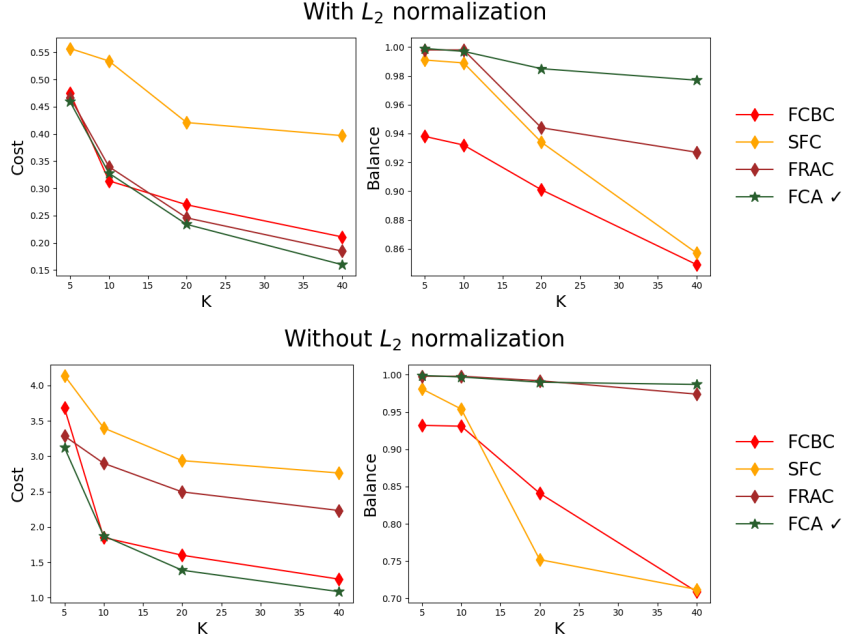 With L2 normalization
Cost
0.55
0.50
0.45
0.40
0.35
0.30
0.25
0.20
0.15
5 10 15 20 25 30 35 40
K
Balance
1.00
0.98
0.96
0.94
0.92
0.90
0.88
0.86
5 10 15 20 25 30 35 40
K
FCBC
SFC
FRAC
FCA ✓
Without L2 normalization
Cost
4.0
3.5
3.0
2.5
2.0
1.5
1.0
5 10 15 20 25 30 35 40
K
Balance
1.00
0.95
0.90
0.85
0.80
0.75
0.70
5 10 15 20 25 30 35 40
K
FCBC
SFC
FRAC
FCA ✓